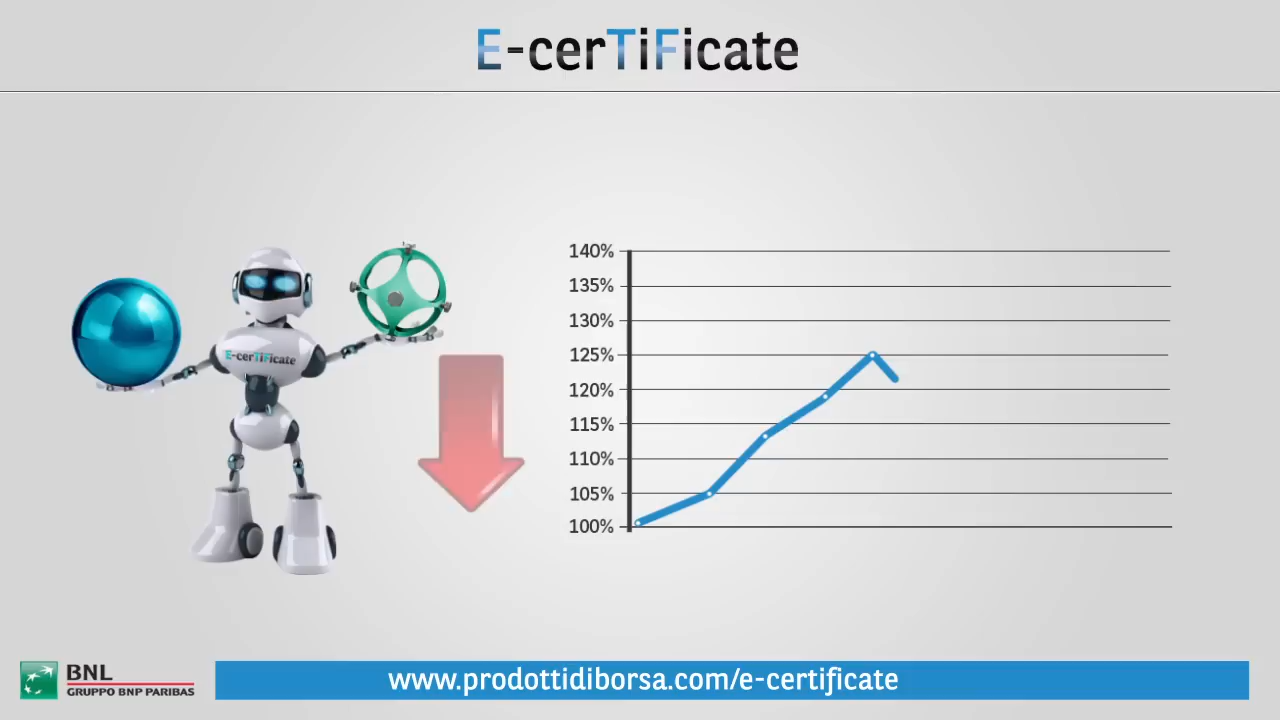 E-cerTiFicate
E-cerTiFicate
140%
135%
130%
125%
120%
115%
110%
105%
100%
BNL
GRUPPO BNP PARIBAS
www.prodottidiborsa.com/e-certificate